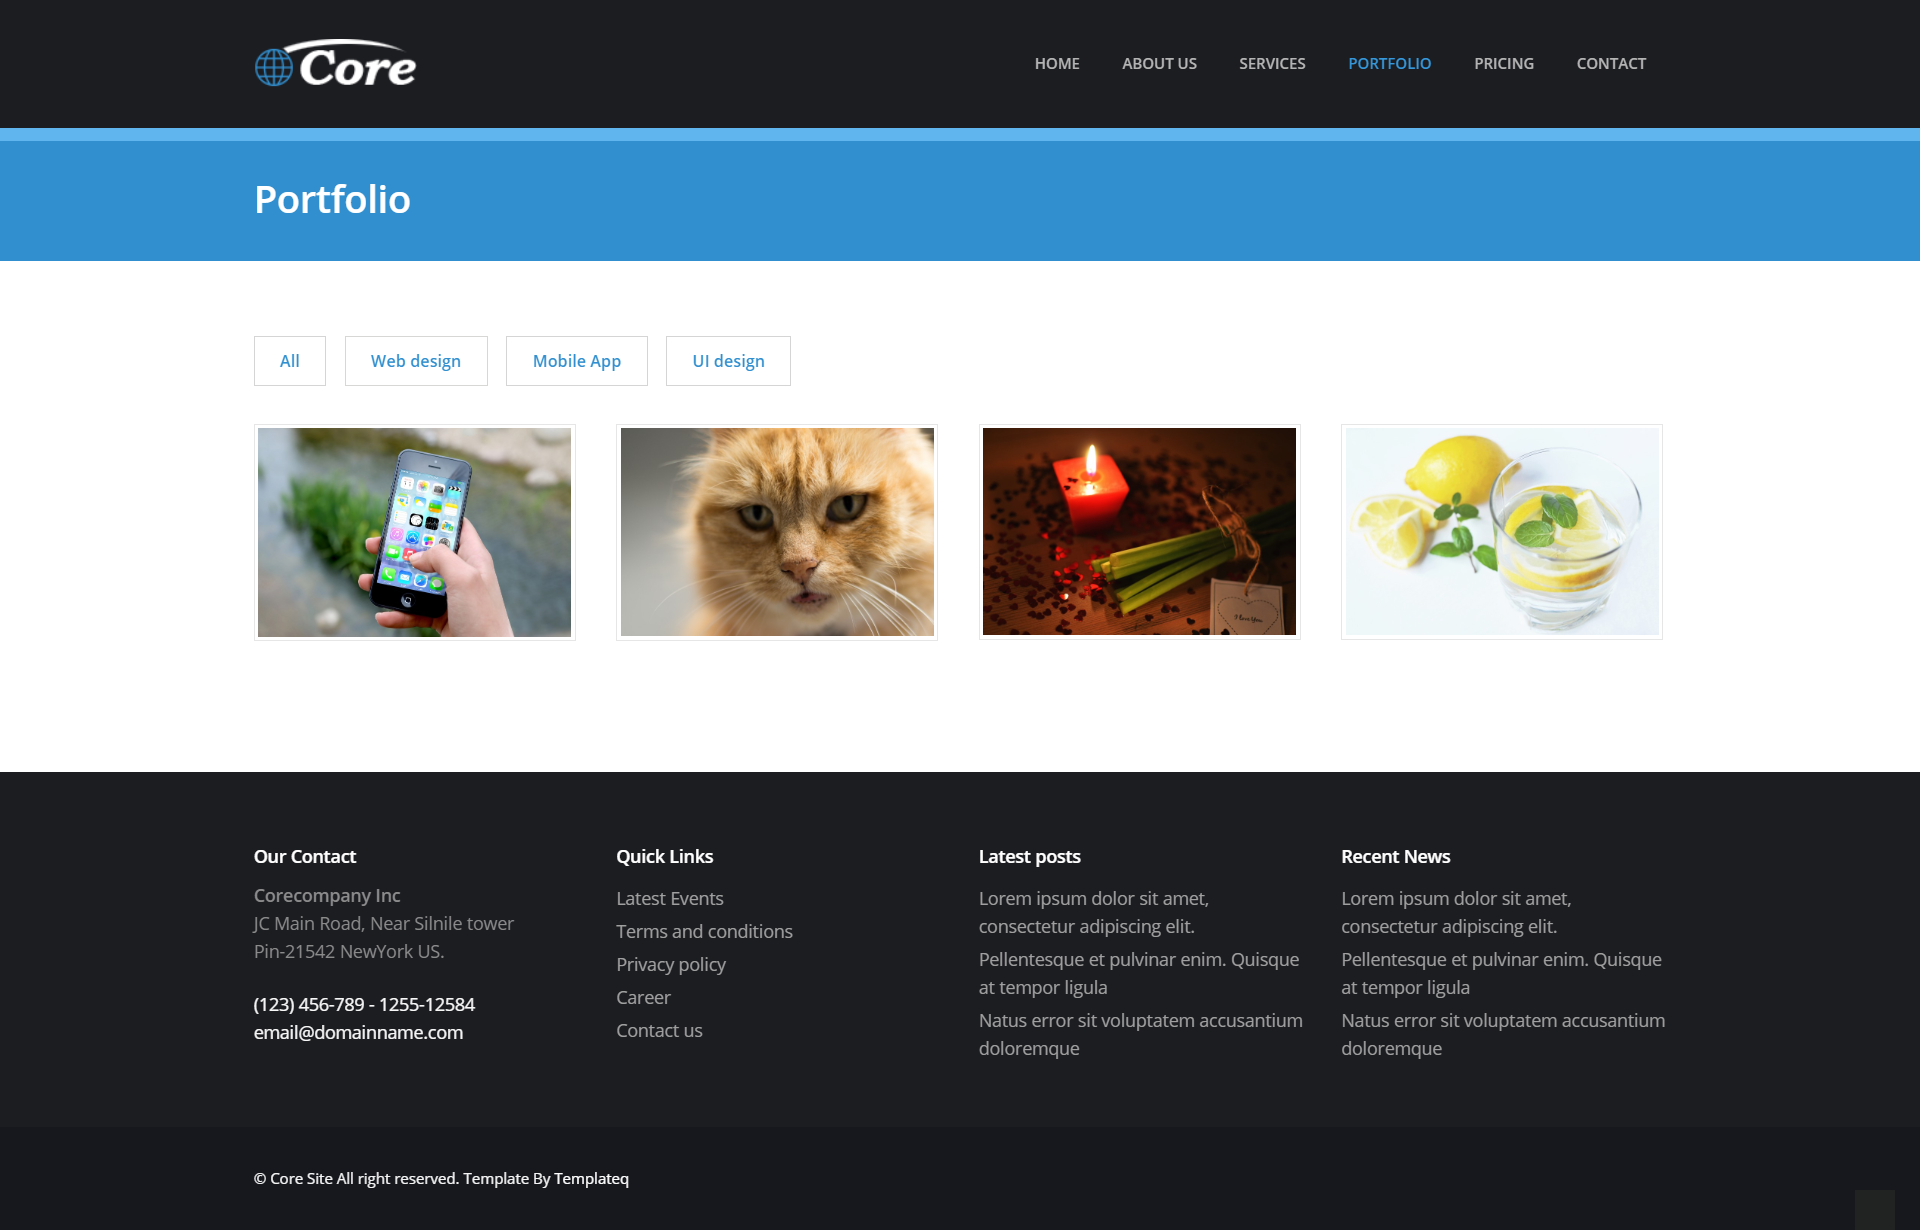 Core
HOME ABOUT US SERVICES PORTFOLIO PRICING CONTACT
Portfolio
All Web design Mobile App UI design
I love You
Our Contact
Corecompany Inc
JC Main Road, Near Silnile tower
Pin-21542 NewYork US.
(123) 456-789 - 1255-12584
email@domainname.com
Quick Links
Latest Events
Terms and conditions
Privacy policy
Career
Contact us
Latest posts
Lorem ipsum dolor sit amet,
consectetur adipiscing elit.
Pellentesque et pulvinar enim. Quisque
at tempor ligula
Natus error sit voluptatem accusantium
doloremque
Recent News
Lorem ipsum dolor sit amet,
consectetur adipiscing elit.
Pellentesque et pulvinar enim. Quisque
at tempor ligula
Natus error sit voluptatem accusantium
doloremque
© Core Site All right reserved. Template By Templateq